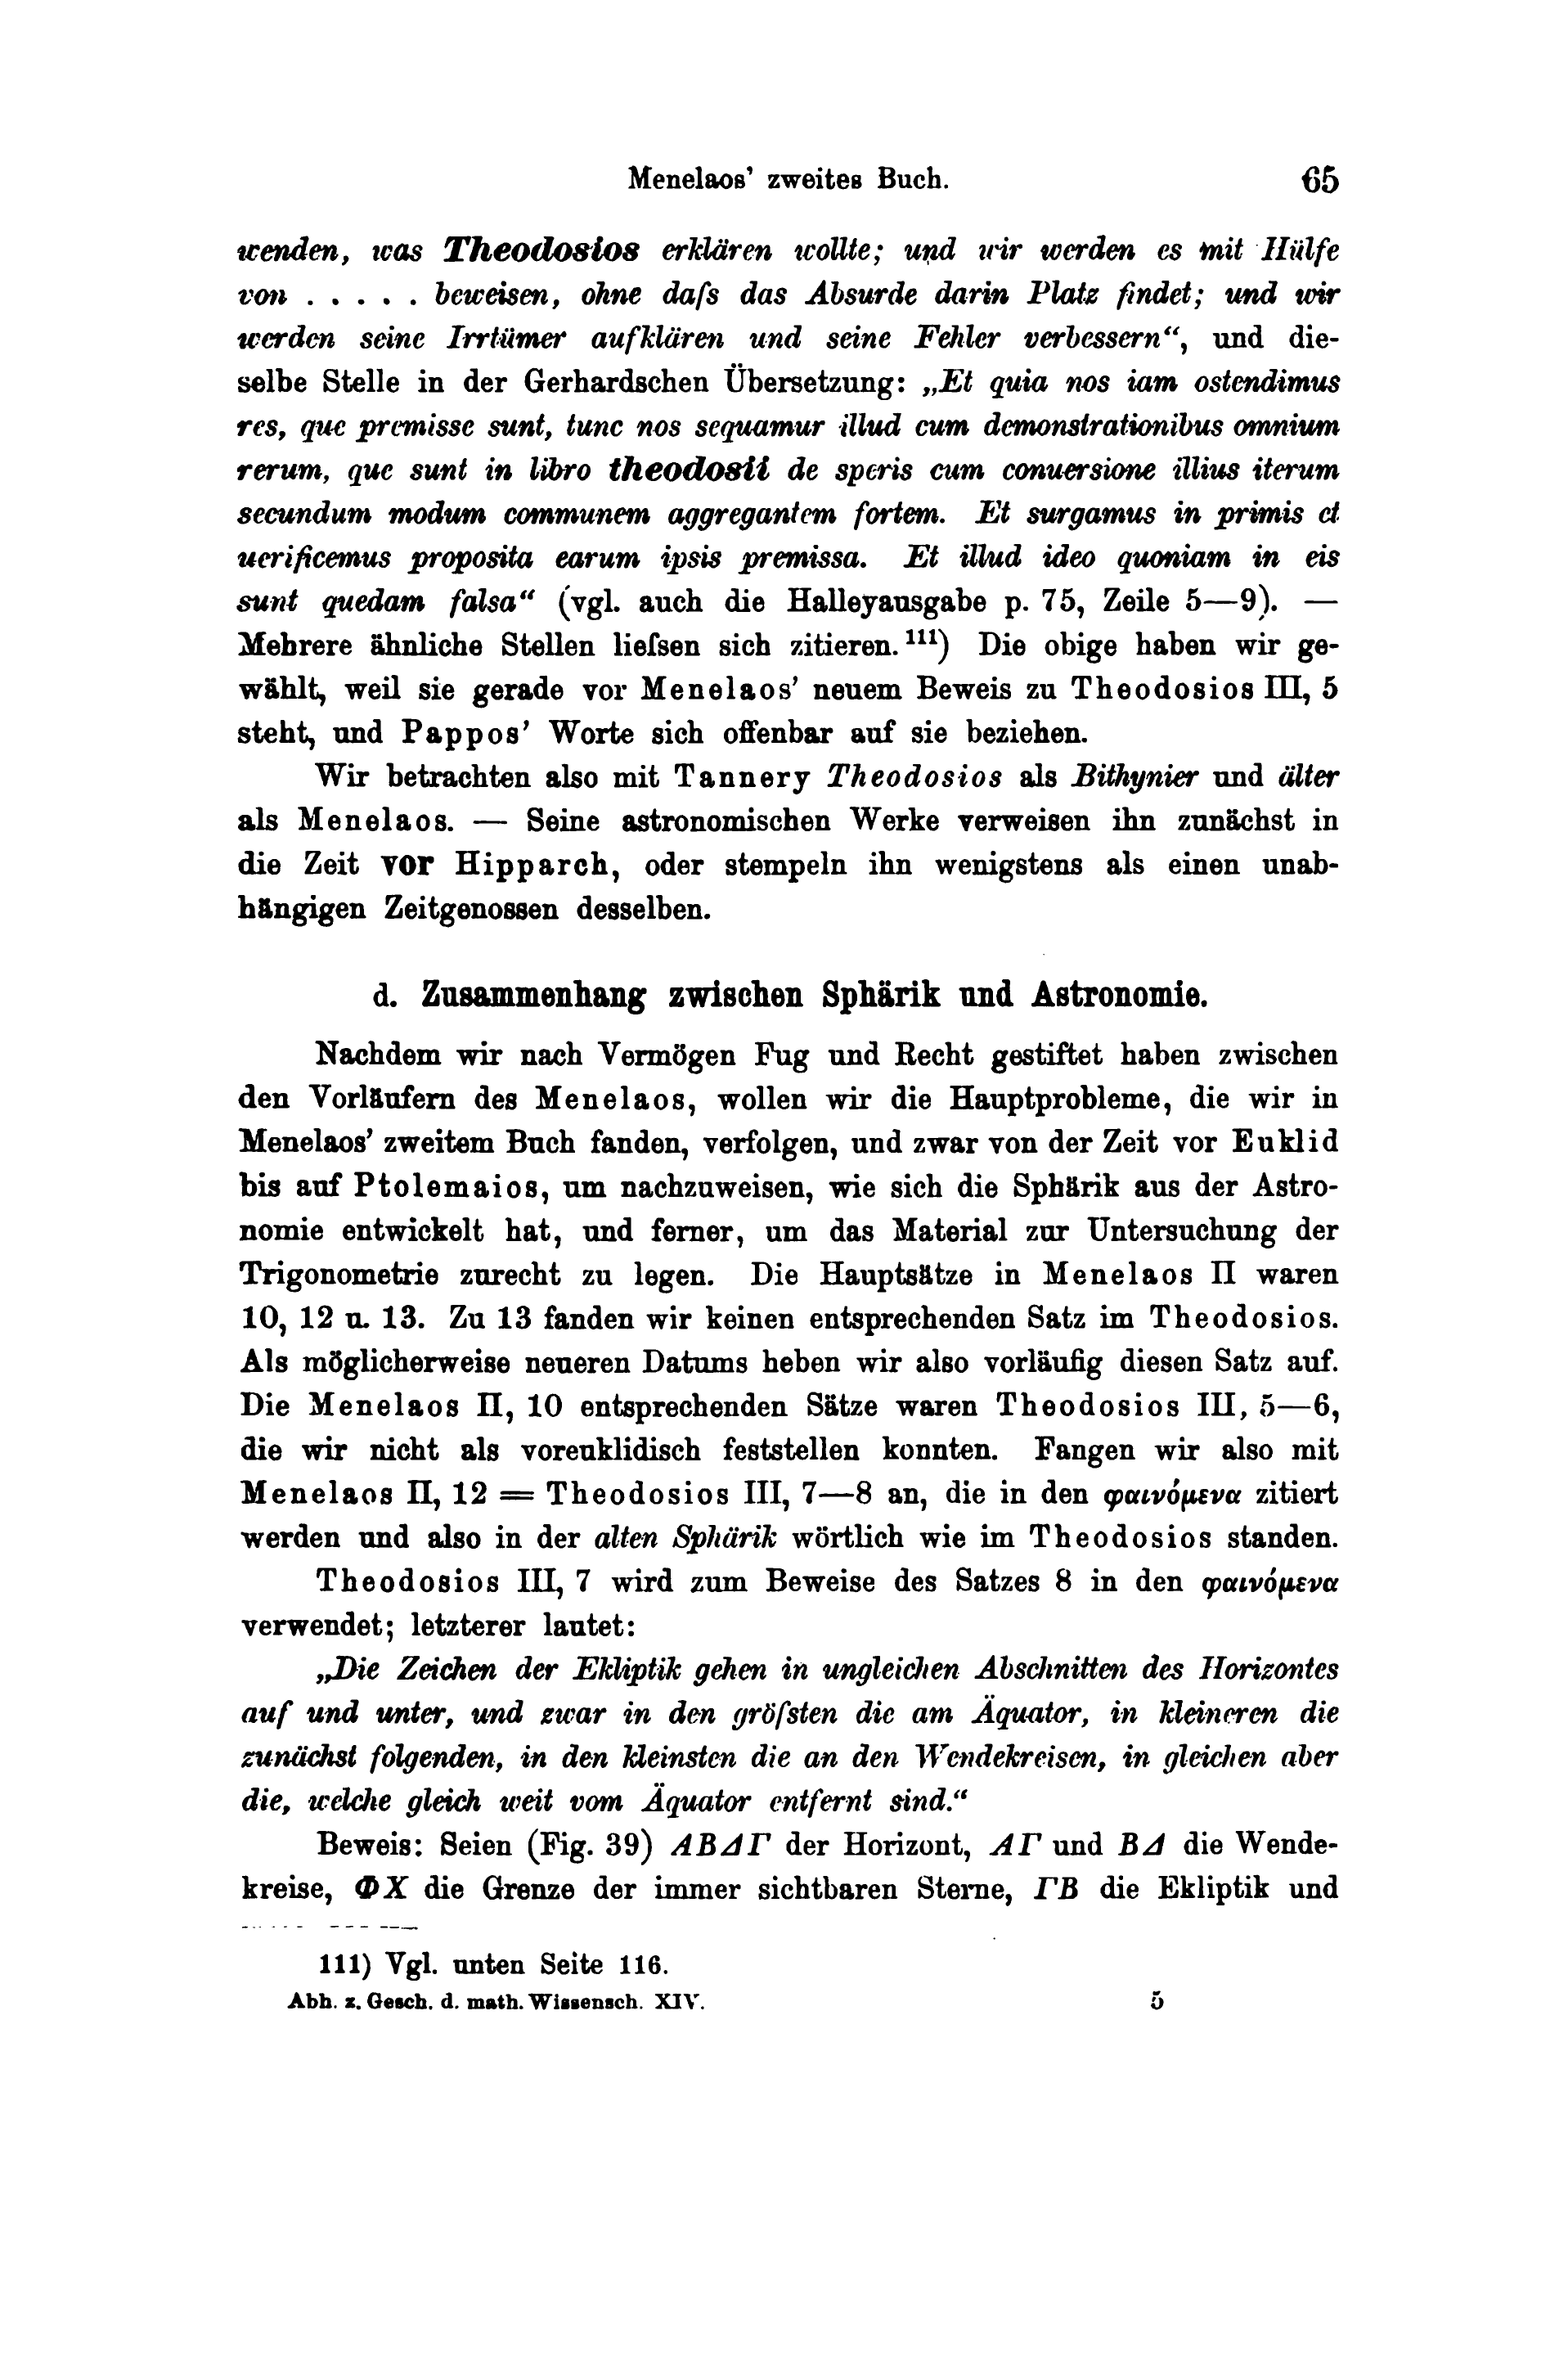 Menelaos’ zweites Buch. 65
wenden, was Theodosios erklären wollte; und wir werden es mit Hülfe
von . . . . . beweisen, ohne daſs das Absurde darin Platz findet; und wir
werden seine Irrtümer aufklären und seine Fehler verbessern“, und die-
selbe Stelle in der Gerhardschen Übersetzung: „Et quia nos iam ostendimus
res, que premisse sunt, tunc nos sequamur illud cum demonstrationibus omnium
rerum, que sunt in libro theodosii de speris cum conuersione illius iterum
secundum modum communem aggregantem fortem. Et surgamus in primis et
uerificemus proposita earum ipsis premissa. Et illud ideo quoniam in eis
sunt quedam falsa“ (vgl. auch die Halleyausgabe p. 75, Zeile 5—9). —
Mehrere ähnliche Stellen lieſsen sich zitieren.¹¹¹) Die obige haben wir ge-
wählt, weil sie gerade vor Menelaos’ neuem Beweis zu Theodosios III, 5
steht, und Pappos’ Worte sich offenbar auf sie beziehen.
Wir betrachten also mit Tannery Theodosios als Bithynier und älter
als Menelaos. — Seine astronomischen Werke verweisen ihn zunächst in
die Zeit vor Hipparch, oder stempeln ihn wenigstens als einen unab-
hängigen Zeitgenossen desselben.
d. Zusammenhang zwischen Sphärik und Astronomie.
Nachdem wir nach Vermögen Fug und Recht gestiftet haben zwischen
den Vorläufern des Menelaos, wollen wir die Hauptprobleme, die wir in
Menelaos’ zweitem Buch fanden, verfolgen, und zwar von der Zeit vor Euklid
bis auf Ptolemaios, um nachzuweisen, wie sich die Sphärik aus der Astro-
nomie entwickelt hat, und ferner, um das Material zur Untersuchung der
Trigonometrie zurecht zu legen. Die Hauptsätze in Menelaos II waren
10, 12 u. 13. Zu 13 fanden wir keinen entsprechenden Satz im Theodosios.
Als möglicherweise neueren Datums heben wir also vorläufig diesen Satz auf.
Die Menelaos II, 10 entsprechenden Sätze waren Theodosios III, 5—6,
die wir nicht als voreuklidisch feststellen konnten. Fangen wir also mit
Menelaos II, 12 = Theodosios III, 7—8 an, die in den φαινόμενα zitiert
werden und also in der alten Sphärik wörtlich wie im Theodosios standen.
Theodosios III, 7 wird zum Beweise des Satzes 8 in den φαινόμενα
verwendet; letzterer lautet:
„Die Zeichen der Ekliptik gehen in ungleichen Abschnitten des Horizontes
auf und unter, und zwar in den gröſsten die am Äquator, in kleineren die
zunächst folgenden, in den kleinsten die an den Wendekreisen, in gleichen aber
die, welche gleich weit vom Äquator entfernt sind.“
Beweis: Seien (Fig. 39) ΑΒΔΓ der Horizont, ΑΓ und ΒΔ die Wende-
kreise, ΦΧ die Grenze der immer sichtbaren Sterne, ΓΒ die Ekliptik und
111) Vgl. unten Seite 116.
Abh. z. Gesch. d. math. Wissensch. XIV. 5